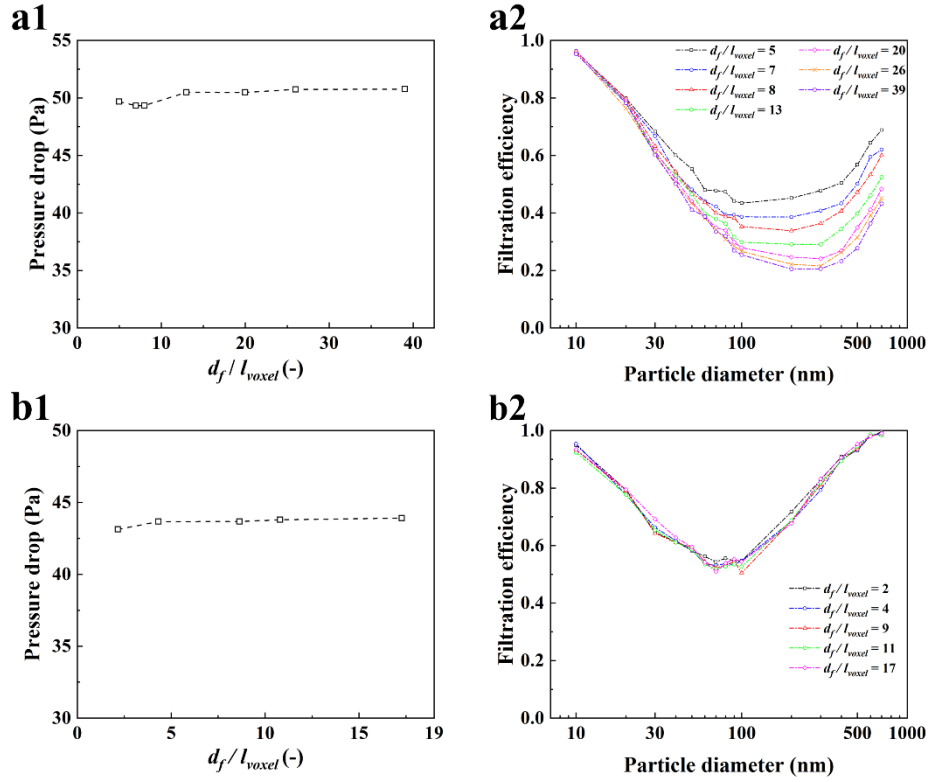 a1
55
50
45
40
35
30
Pressure drop (Pa)
0
10
20
30
40
d_f / l_voxel (-)
a2
1.0
0.8
0.6
0.4
0.2
0.0
Filtration efficiency
d_f / l_voxel = 5
d_f / l_voxel = 7
d_f / l_voxel = 8
d_f / l_voxel = 13
d_f / l_voxel = 20
d_f / l_voxel = 26
d_f / l_voxel = 39
10
30
100
500
1000
Particle diameter (nm)
b1
50
45
40
35
30
Pressure drop (Pa)
0
5
10
15
19
d_f / l_voxel (-)
b2
1.0
0.8
0.6
0.4
0.2
0.0
Filtration efficiency
d_f / l_voxel = 2
d_f / l_voxel = 4
d_f / l_voxel = 9
d_f / l_voxel = 11
d_f / l_voxel = 17
10
30
100
500
1000
Particle diameter (nm)